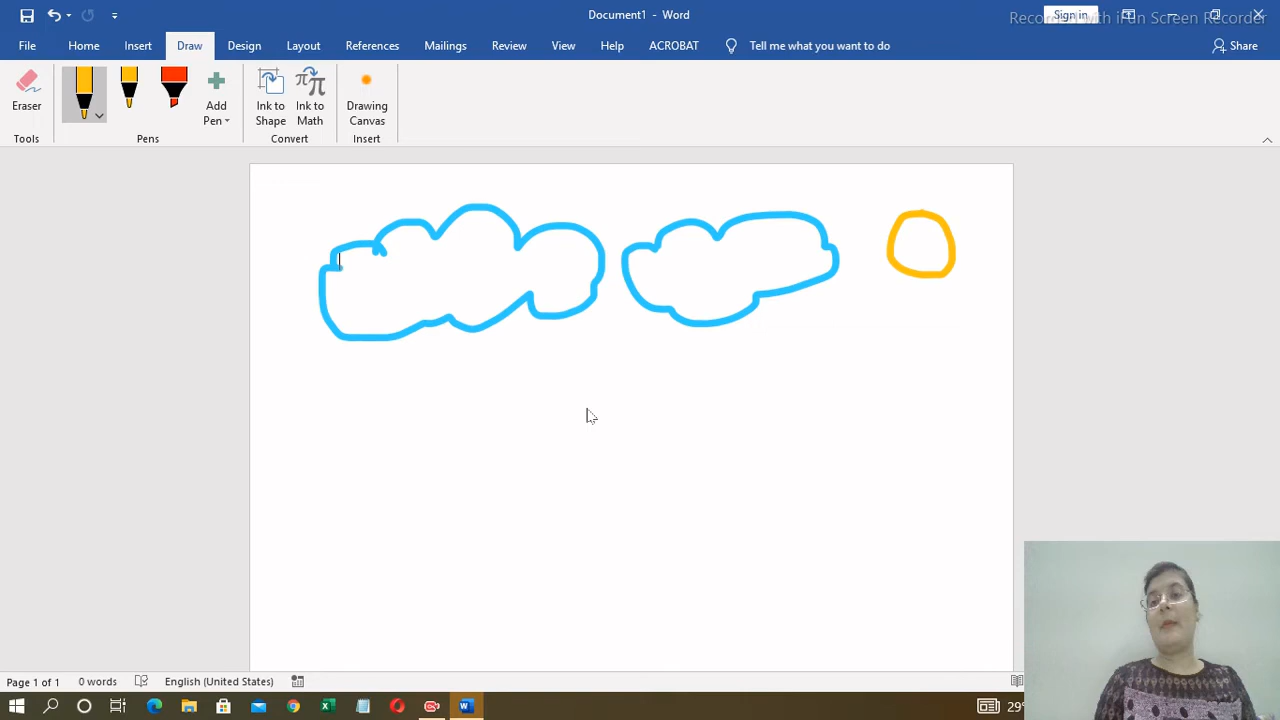 Document1 - Word
Sign in
Recorded with iFun Screen Recorder
File Home Insert Draw Design Layout References Mailings Review View Help ACROBAT Tell me what you want to do Share
Eraser
Add Pen
Ink to Shape
Ink to Math
Drawing Canvas
Tools Pens Convert Insert
Page 1 of 1 0 words English (United States)
29°